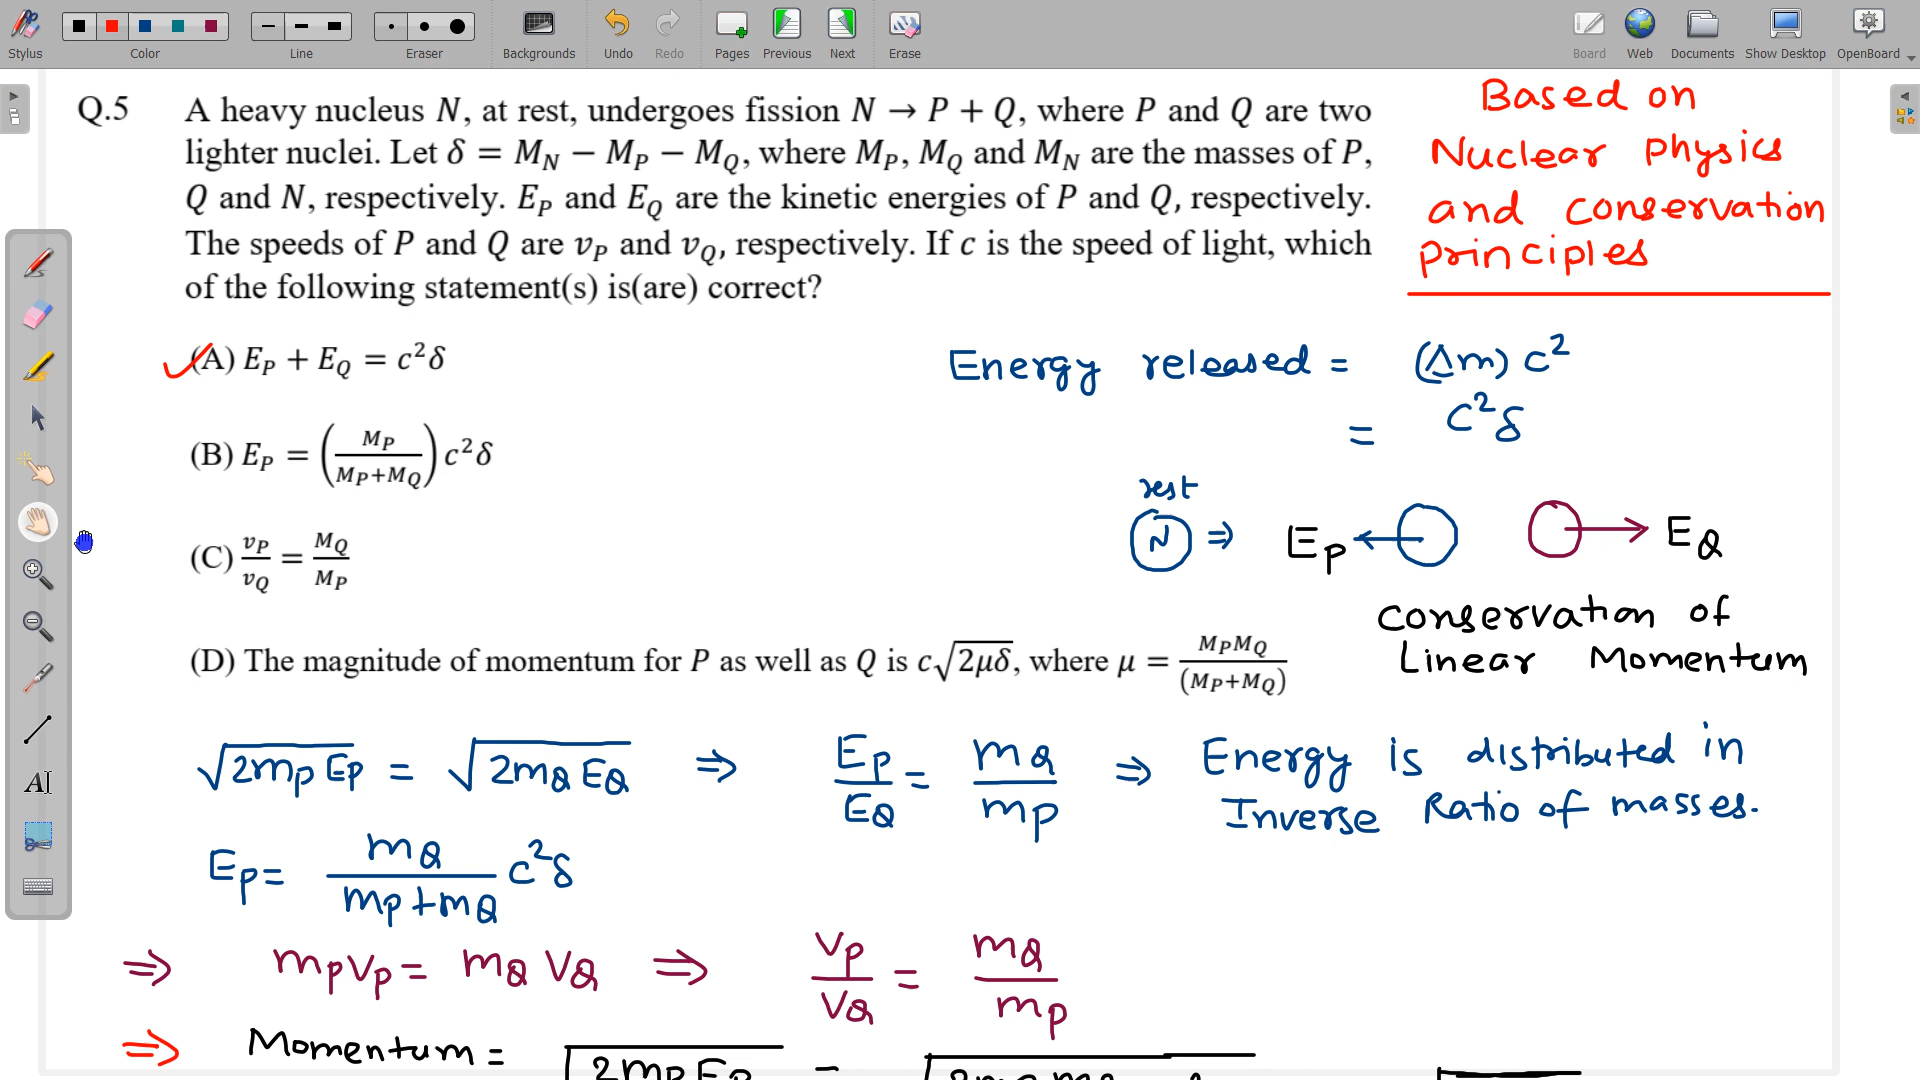 Stylus Color Line Eraser Backgrounds Undo Redo Pages Previous Next Erase Board Web Documents Show Desktop OpenBoard
Q.5 A heavy nucleus N, at rest, undergoes fission N → P + Q, where P and Q are two
lighter nuclei. Let δ = M_N − M_P − M_Q, where M_P, M_Q and M_N are the masses of P,
Q and N, respectively. E_P and E_Q are the kinetic energies of P and Q, respectively.
The speeds of P and Q are v_P and v_Q, respectively. If c is the speed of light, which
of the following statement(s) is(are) correct?
Based on
Nuclear Physics
and conservation
principles
(A) E_P + E_Q = c²δ
Energy released = (Δm) c²
= c²δ
(B) E_P = (M_P/(M_P+M_Q)) c²δ
rest
N ⇒ E_P ← → E_Q
(C) v_P/v_Q = M_Q/M_P
Conservation of
Linear Momentum
(D) The magnitude of momentum for P as well as Q is c√(2μδ), where μ = M_P M_Q/(M_P+M_Q)
√(2m_P E_P) = √(2m_Q E_Q) ⇒ E_P/E_Q = m_Q/m_P ⇒ Energy is distributed in
Inverse Ratio of masses.
E_P = m_Q/(m_P+m_Q) c²δ
⇒ m_P v_P = m_Q v_Q ⇒ v_P/v_Q = m_Q/m_P
⇒ Momentum = √(2m_P E_P) =